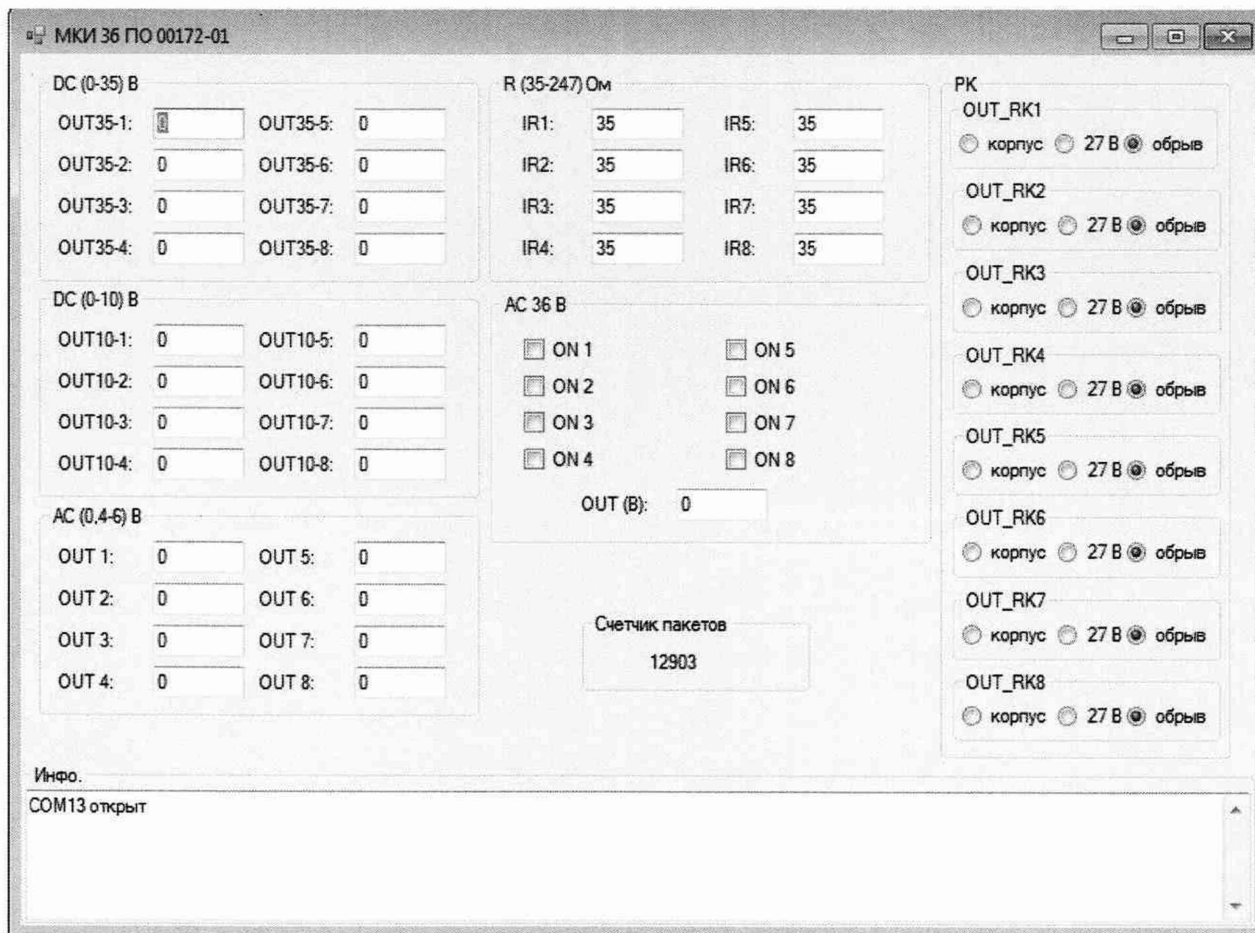 МКИ 36 ПО 00172-01
DC (0-35) В
OUT35-1: 0 OUT35-5: 0
OUT35-2: 0 OUT35-6: 0
OUT35-3: 0 OUT35-7: 0
OUT35-4: 0 OUT35-8: 0
DC (0-10) В
OUT10-1: 0 OUT10-5: 0
OUT10-2: 0 OUT10-6: 0
OUT10-3: 0 OUT10-7: 0
OUT10-4: 0 OUT10-8: 0
AC (0,4-6) В
OUT 1: 0 OUT 5: 0
OUT 2: 0 OUT 6: 0
OUT 3: 0 OUT 7: 0
OUT 4: 0 OUT 8: 0
R (35-247) Ом
IR1: 35 IR5: 35
IR2: 35 IR6: 35
IR3: 35 IR7: 35
IR4: 35 IR8: 35
AC 36 В
ON 1 ON 5
ON 2 ON 6
ON 3 ON 7
ON 4 ON 8
OUT (В): 0
Счетчик пакетов
12903
РК
OUT_RK1
корпус 27 В обрыв
OUT_RK2
корпус 27 В обрыв
OUT_RK3
корпус 27 В обрыв
OUT_RK4
корпус 27 В обрыв
OUT_RK5
корпус 27 В обрыв
OUT_RK6
корпус 27 В обрыв
OUT_RK7
корпус 27 В обрыв
OUT_RK8
корпус 27 В обрыв
Инфо.
COM13 открыт